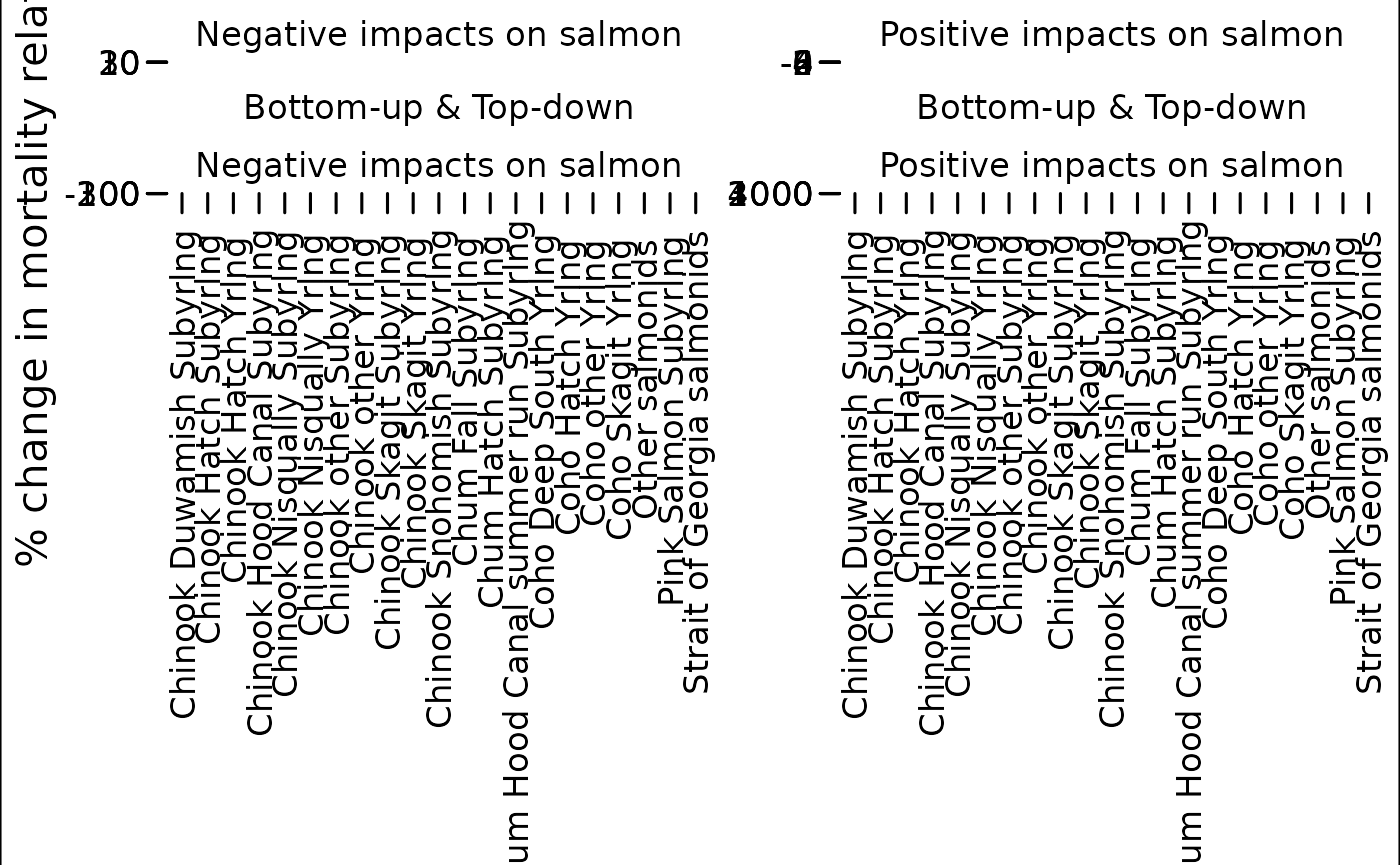 % change in mortality
Negative impacts on salmon
Positive impacts on salmon
Bottom-up & Top-down
Bottom-up & Top-down
Negative impacts on salmon
Positive impacts on salmon
Chinook Duwamish Subyrlng
Chinook Hatch Subyrlng
Chinook Hatch Yrlng
Chinook Hood Canal Subyrlng
Chinook Nisqually Subyrlng
Chinook Nisqually Yrlng
Chinook other Subyrlng
Chinook other Yrlng
Chinook Skagit Subyrlng
Chinook Skagit Yrlng
Chinook Snohomish Subyrlng
Chum Fall Subyrlng
Chum Hatch Subyrlng
Hood Canal summer run Subyrlng
Coho Deep South Yrlng
Coho Hatch Yrlng
Coho other Yrlng
Coho Skagit Yrlng
Other salmonids
Pink Salmon Subyrlng
Strait of Georgia salmonids
Chinook Duwamish Subyrlng
Chinook Hatch Subyrlng
Chinook Hatch Yrlng
Chinook Hood Canal Subyrlng
Chinook Nisqually Subyrlng
Chinook Nisqually Yrlng
Chinook other Subyrlng
Chinook other Yrlng
Chinook Skagit Subyrlng
Chinook Skagit Yrlng
Chinook Snohomish Subyrlng
Chum Fall Subyrlng
Chum Hatch Subyrlng
Hood Canal summer run Subyrlng
Coho Deep South Yrlng
Coho Hatch Yrlng
Coho other Yrlng
Coho Skagit Yrlng
Other salmonids
Pink Salmon Subyrlng
Strait of Georgia salmonids